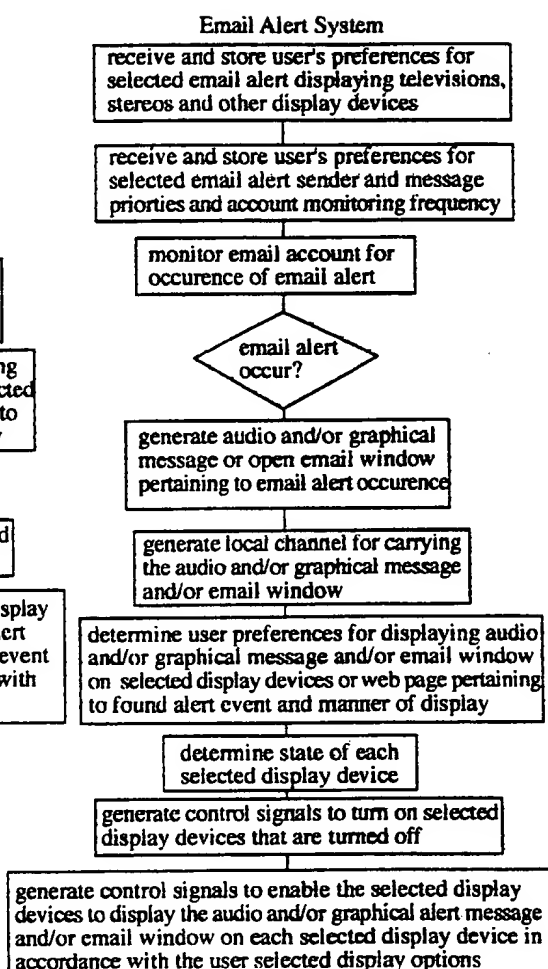 Email Alert System
receive and store user's preferences for
selected email alert displaying televisions,
stereos and other display devices
receive and store user's preferences for
selected email alert sender and message
priorties and account monitoring frequency
monitor email account for
occurence of email alert
email alert
occur?
generate audio and/or graphical
message or open email window
pertaining to email alert occurence
generate local channel for carrying
the audio and/or graphical message
and/or email window
determine user preferences for displaying audio
and/or graphical message and/or email window
on selected display devices or web page pertaining
to found alert event and manner of display
determine state of each
selected display device
generate control signals to turn on selected
display devices that are turned off
generate control signals to enable the selected display
devices to display the audio and/or graphical alert message
and/or email window on each selected display device in
accordance with the user selected display options
ng
cted
to
d
splay
ert
event
with